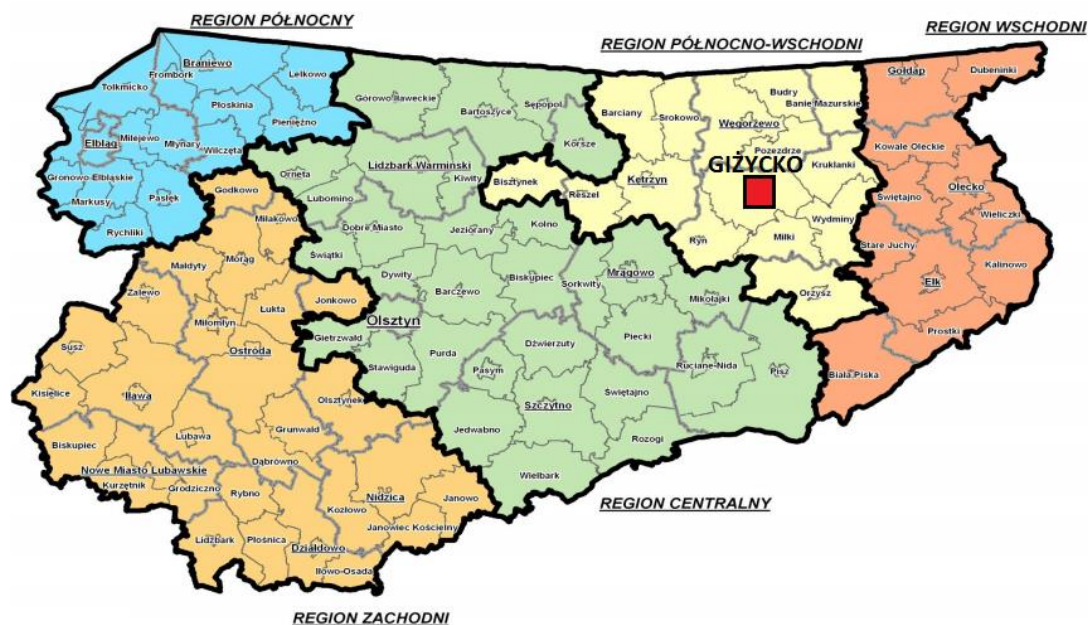 REGION PÓŁNOCNY
REGION WSCHODNI
REGION PÓŁNOCNO-WSCHODNI
Braniewo
Frombork
Lelkowo
Tolkmicko
Płoskinia
Pieniężno
Elbląg
Milejewo
Młynary
Wilczęta
Gronowo-Elbląskie
Markusy
Pasłęk
Rychliki
Górowo-Iławeckie
Bartoszyce
Sępopol
Korsze
Lidzbark Warmiński
Orneta
Kiwity
Lubomino
Dobre Miasto
Jeziorany
Kolno
Świątki
Dywity
Barczewo
Biskupiec
Sorkwity
Mrągowo
Mikołajki
Olsztyn
Gietrzwałd
Stawiguda
Purda
Pasym
Dźwierzuty
Piecki
Ruciane-Nida
Pisz
Szczytno
Świętajno
Jedwabno
Rozogi
Wielbark
Barciany
Srokowo
Budry
Banie Mazurskie
Węgorzewo
Pozezdrze
GIŻYCKO
Kruklanki
Bisztynek
Reszel
Kętrzyn
Wydminy
Ryn
Miłki
Orzysz
Gołdap
Dubeninki
Kowale Oleckie
Olecko
Świętajno
Wieliczki
Stare Juchy
Kalinowo
Ełk
Prostki
Biała Piska
Godkowo
Miłakowo
Małdyty
Morąg
Zalewo
Łukta
Jonkowo
Miłomłyn
Ostróda
Susz
Kisielice
Iława
Olsztynek
Grunwald
Biskupiec
Lubawa
Dąbrówno
Nowe Miasto Lubawskie
Kurzętnik
Grodziczno
Rybno
Nidzica
Janowo
Kozłowo
Janowiec Kościelny
Lidzbark
Płośnica
Działdowo
Iłowo-Osada
REGION CENTRALNY
REGION ZACHODNI